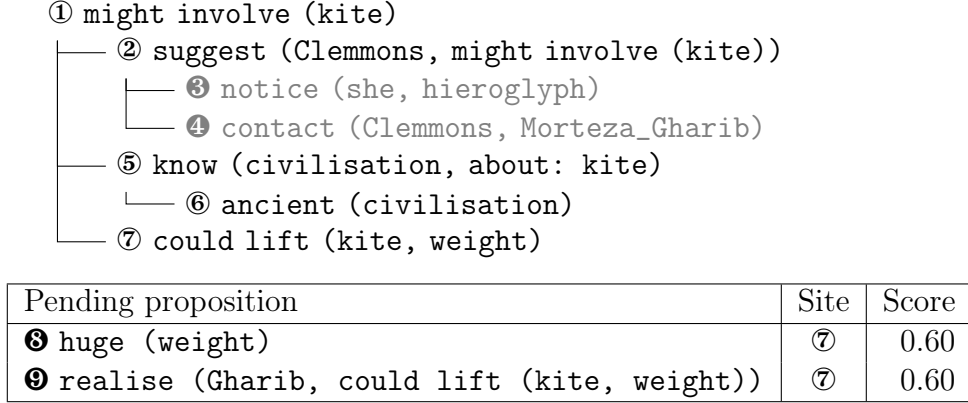 ① might involve (kite)
② suggest (Clemmons, might involve (kite))
❸ notice (she, hieroglyph)
❹ contact (Clemmons, Morteza_Gharib)
⑤ know (civilisation, about: kite)
⑥ ancient (civilisation)
⑦ could lift (kite, weight)
Pending proposition Site Score
❽ huge (weight) ⑦ 0.60
❾ realise (Gharib, could lift (kite, weight)) ⑦ 0.60